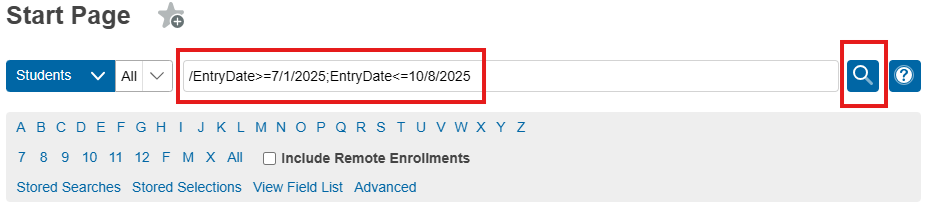 Start Page
Students All /EntryDate>=7/1/2025;EntryDate<=10/8/2025 ?
A B C D E F G H I J K L M N O P Q R S T U V W X Y Z
7 8 9 10 11 12 F M X All Include Remote Enrollments
Stored Searches Stored Selections View Field List Advanced